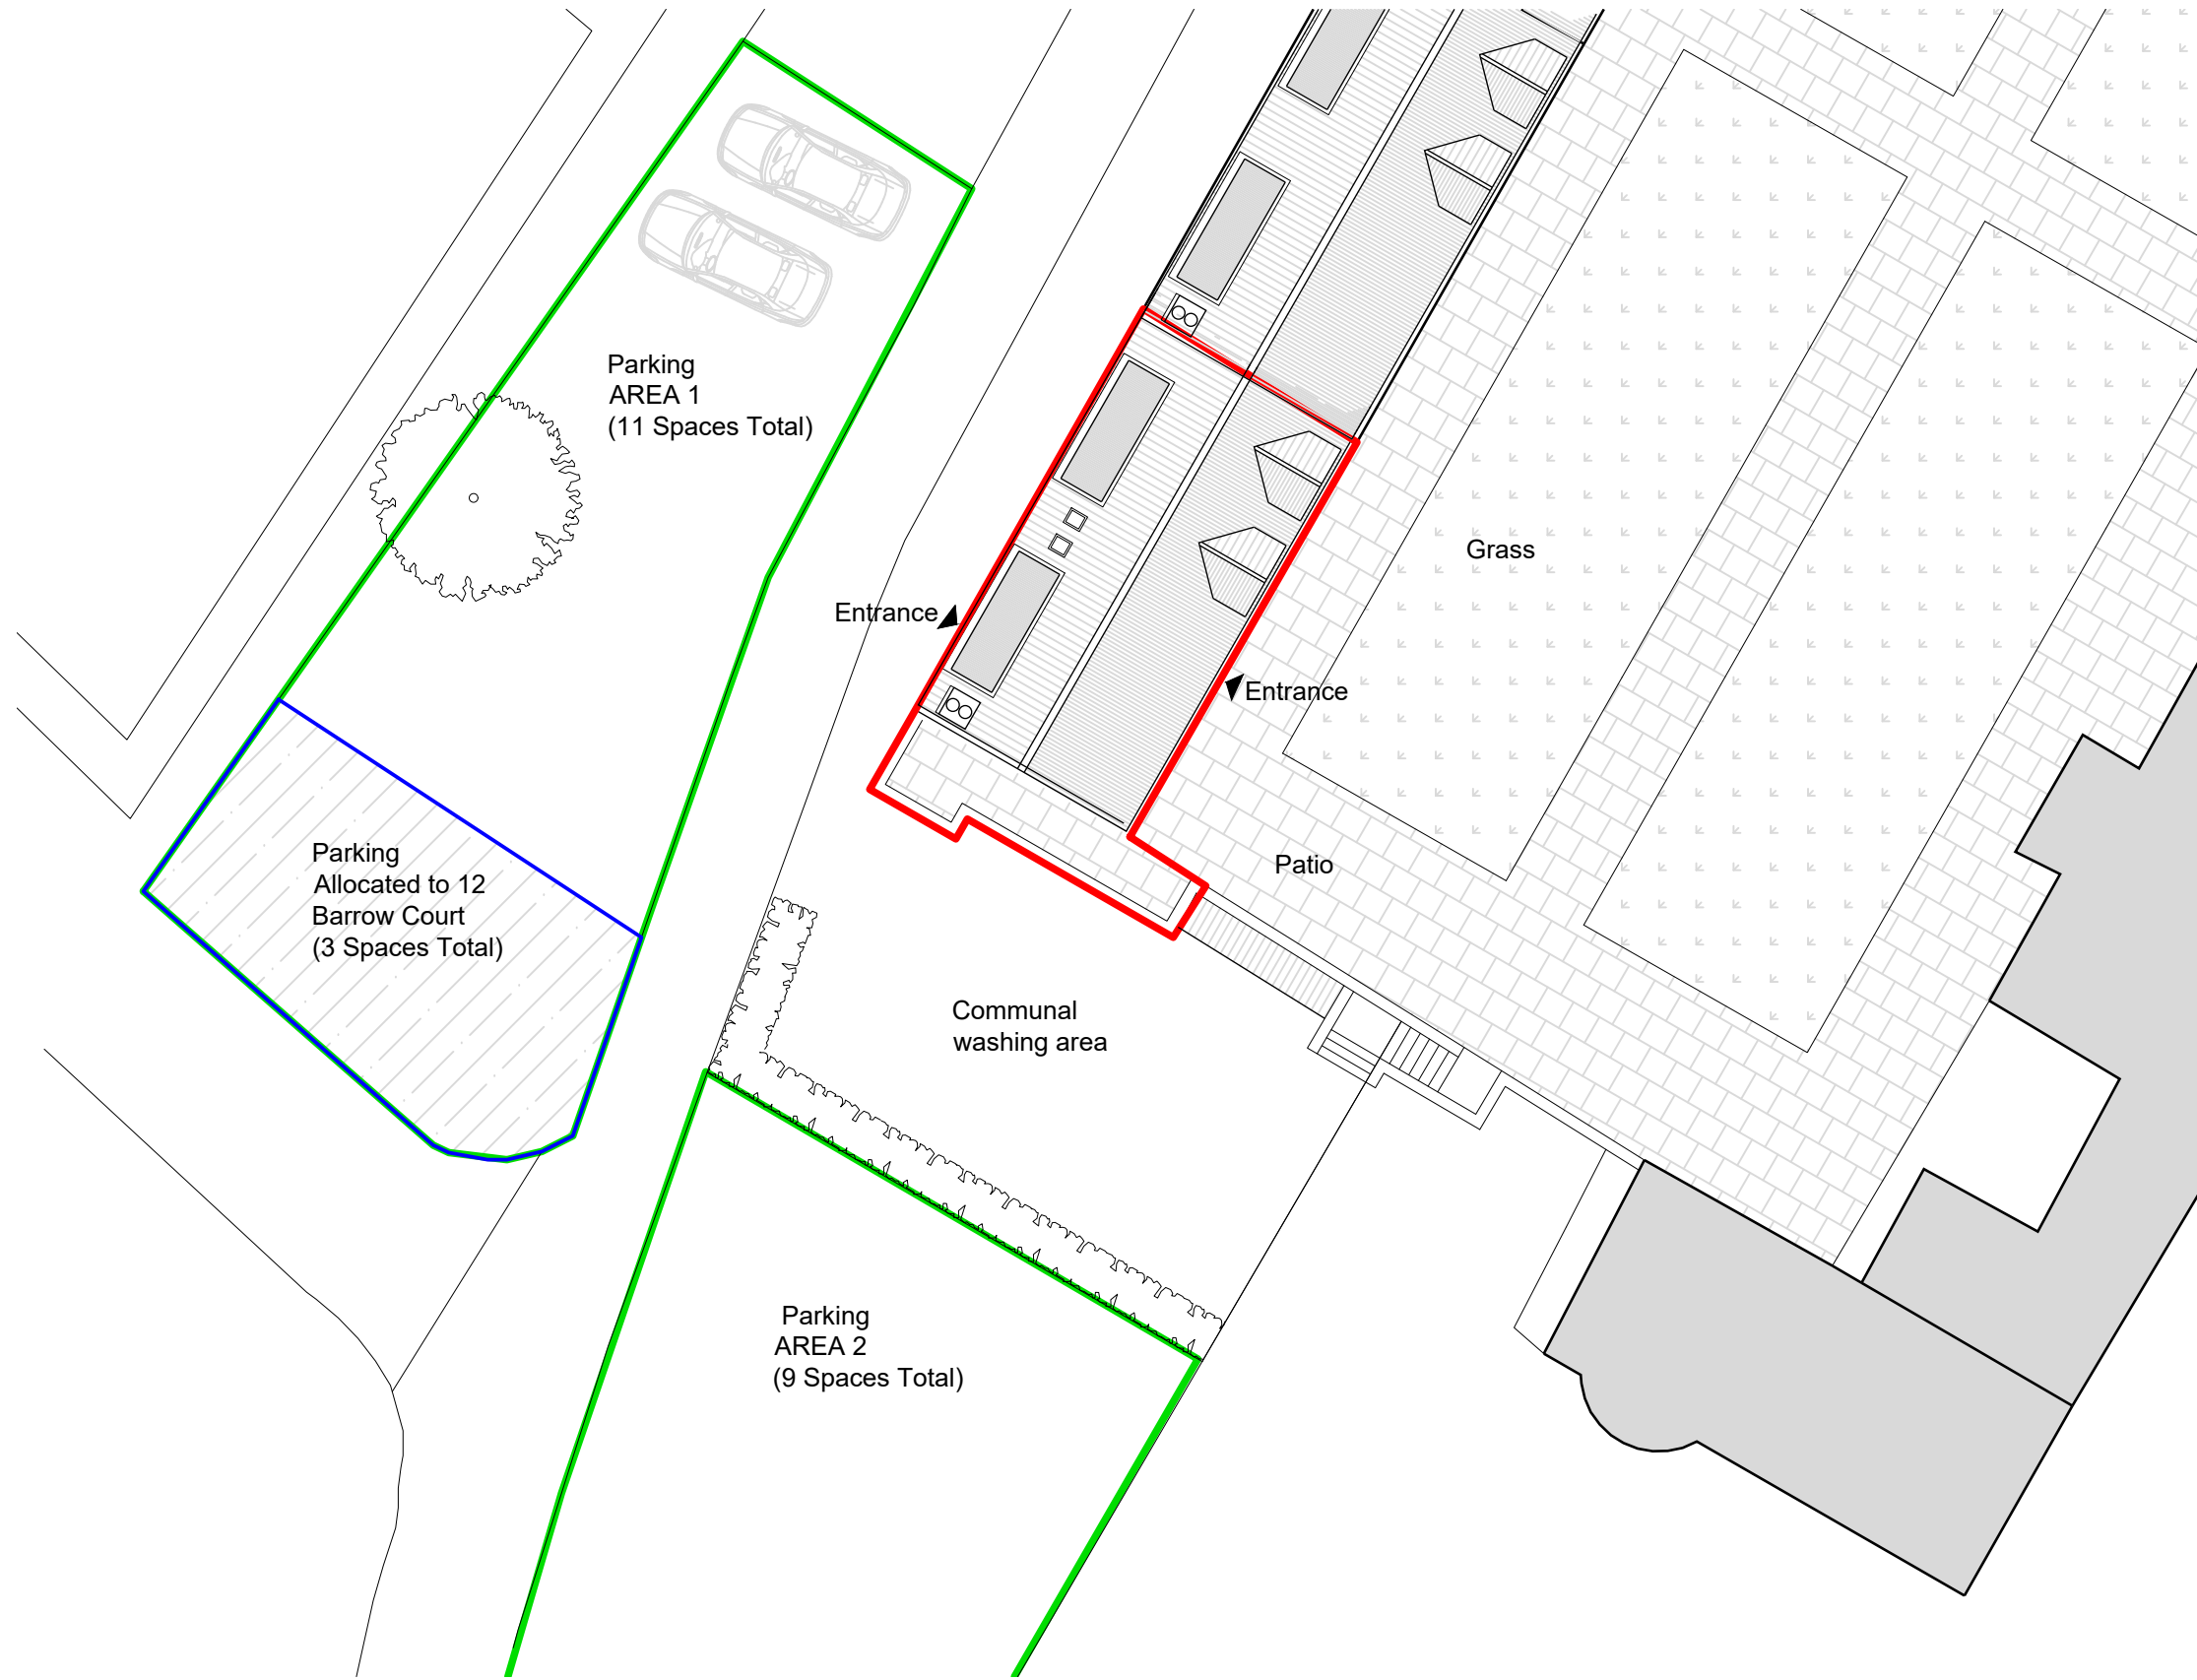 Parking
AREA 1
(11 Spaces Total)
Grass
Entrance
Entrance
Parking
Allocated to 12
Barrow Court
(3 Spaces Total)
Patio
Communal
washing area
Parking
AREA 2
(9 Spaces Total)